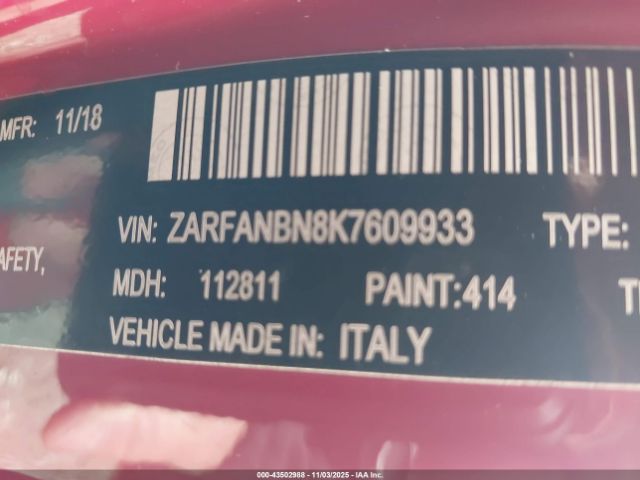 MFR: 11/18
VIN: ZARFANBN8K7609933 TYPE:
AFETY,
MDH: 112811 PAINT:414
VEHICLE MADE IN: ITALY
000-43502988 - 11/03/2025 - IAA Inc.